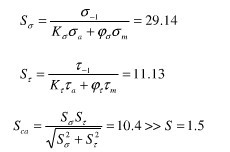 S_σ = σ_{-1} / (K_σ σ_a + φ_σ σ_m) = 29.14
S_τ = τ_{-1} / (K_τ τ_a + φ_τ τ_m) = 11.13
S_{ca} = S_σ S_τ / √(S_σ^2 + S_τ^2) = 10.4 >> S = 1.5